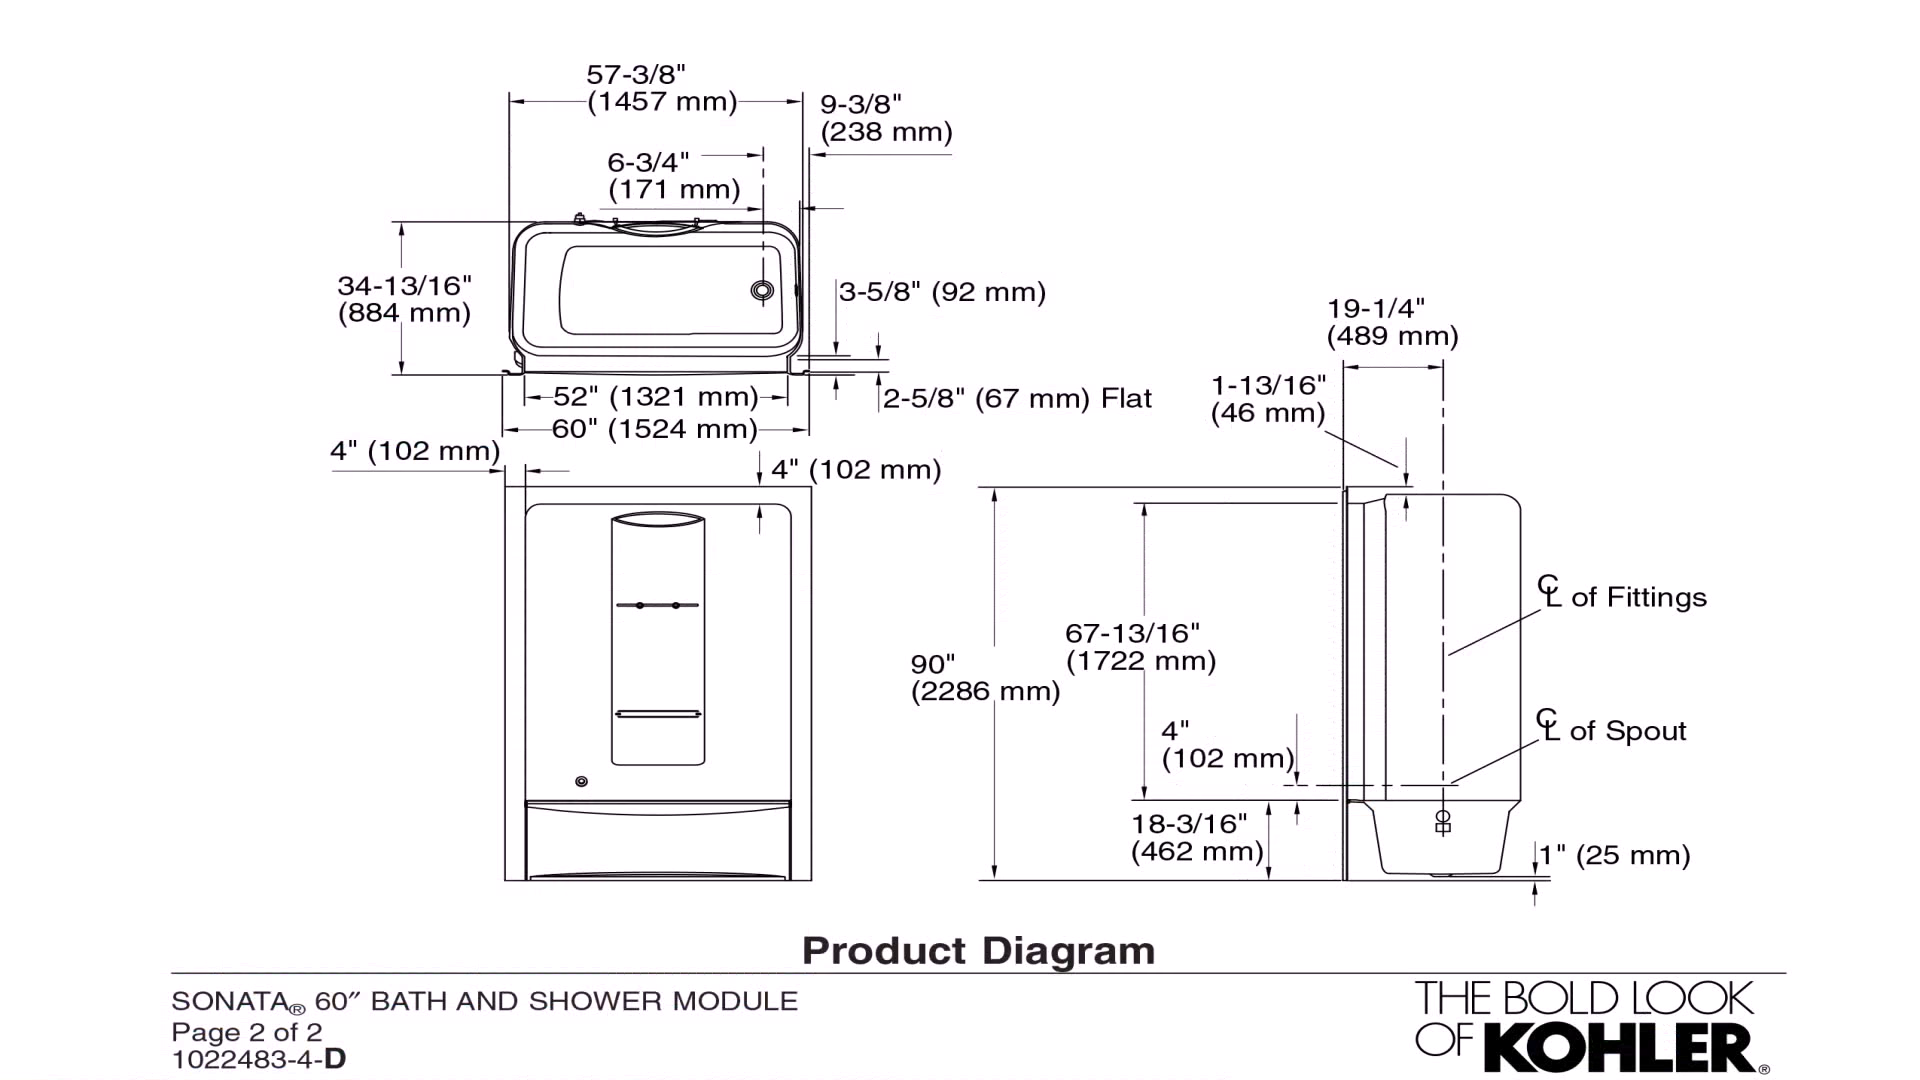 57-3/8"
(1457 mm)
9-3/8"
(238 mm)
6-3/4"
(171 mm)
34-13/16"
(884 mm)
3-5/8" (92 mm)
19-1/4"
(489 mm)
52" (1321 mm)
2-5/8" (67 mm) Flat
1-13/16"
(46 mm)
60" (1524 mm)
4" (102 mm)
4" (102 mm)
℄ of Fittings
67-13/16"
(1722 mm)
90"
(2286 mm)
4"
(102 mm)
℄ of Spout
18-3/16"
(462 mm)
1" (25 mm)
Product Diagram
SONATA® 60″ BATH AND SHOWER MODULE
Page 2 of 2
1022483-4-D
THE BOLD LOOK
OF KOHLER®